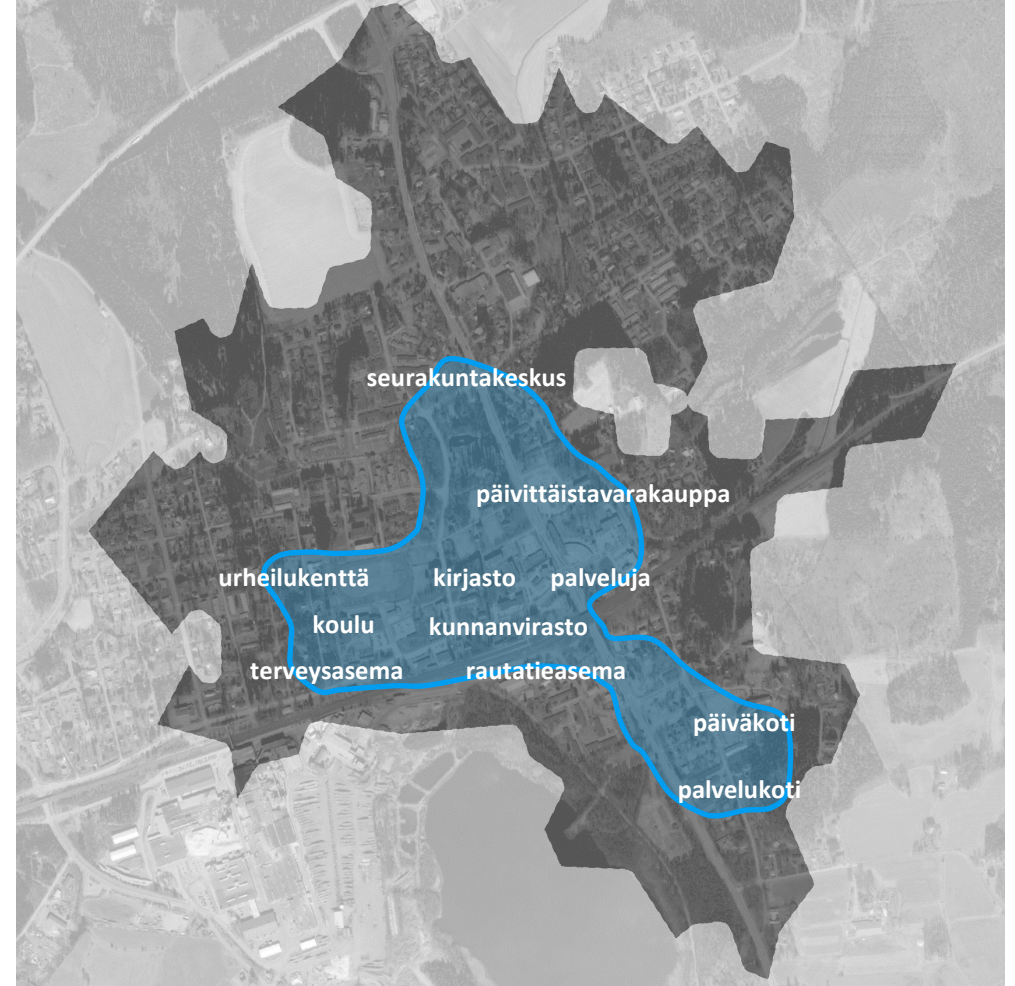 seurakuntakeskus
päivittäistavarakauppa
urheilukenttä
kirjasto
palveluja
koulu
kunnanvirasto
terveysasema
rautatieasema
päiväkoti
palvelukoti